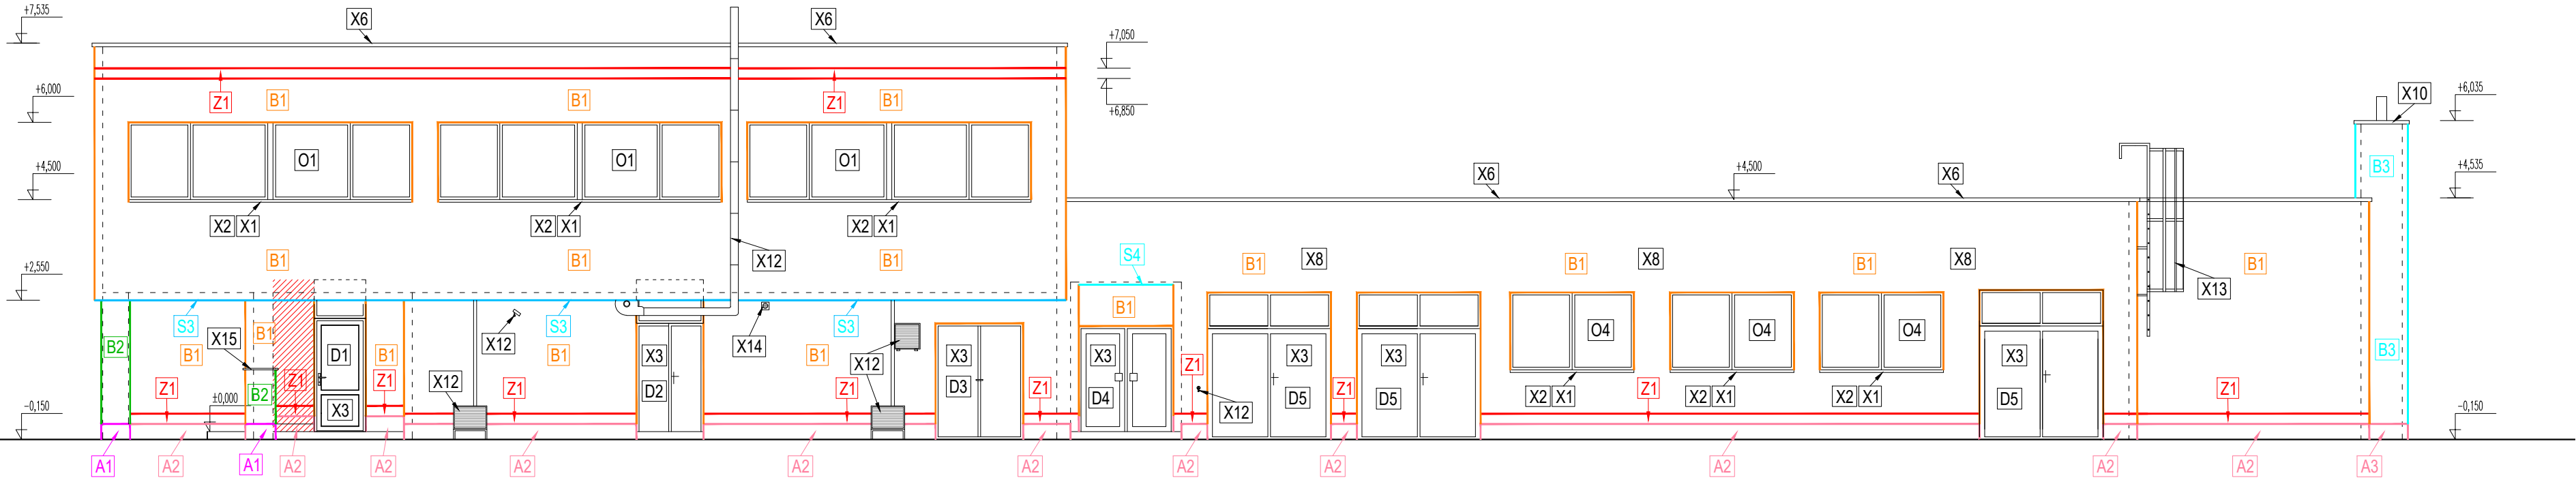 +7,535
X6
X6
+7,050
+6,000
Z1
B1
B1
Z1
B1
+6,850
X10
+6,035
O1
O1
O1
+4,500
X6
+4,500
X6
B3
+4,535
X2 X1
X2 X1
X2 X1
+2,550
B1
B1
X12
B1
S4
B1
X8
B1
X8
B1
X8
B1
X13
B1
S3
X15
B1
X12
S3
X14
S3
O4
O4
O4
B2
B1
D1
B1
B1
X3
B1
X12
X3
X3
X3
X3
X3
B3
D2
D3
D4
D5
D5
D5
Z1
B2
Z1
Z1
X12
Z1
Z1
Z1
Z1
Z1
X2 X1
Z1
X2 X1
X2 X1
Z1
-0,150
±0,000
X3
X12
X12
-0,150
A1
A2
A1
A2
A2
A2
A2
A2
A2
A2
A2
A2
A2
A3